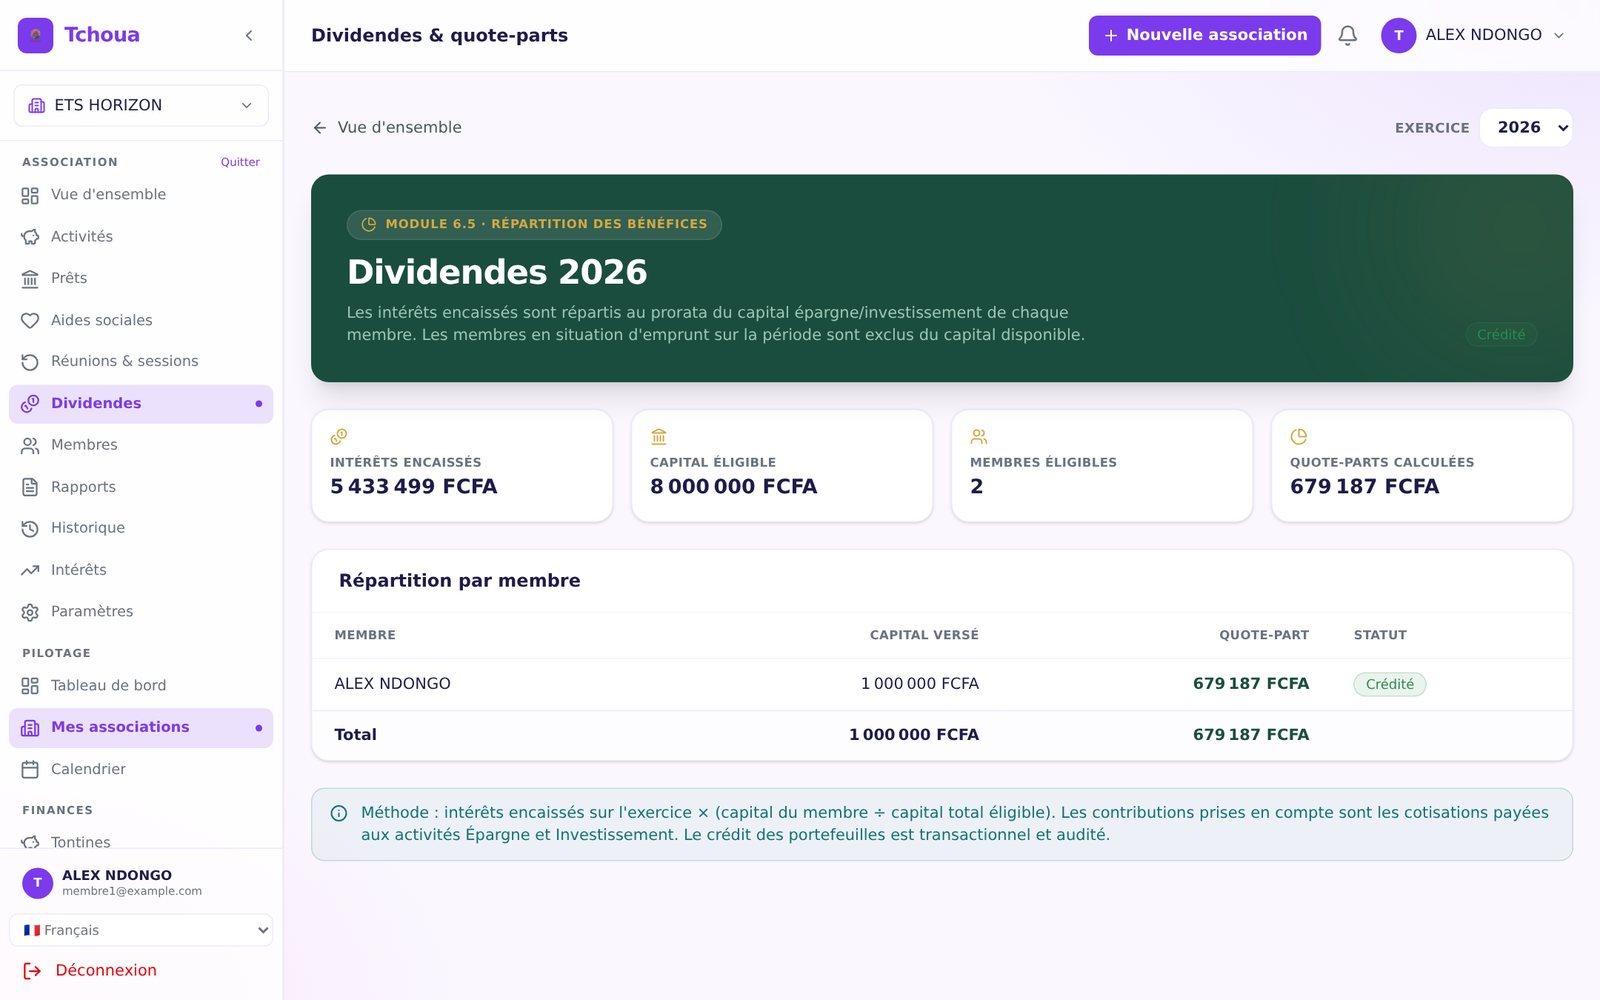 Tchoua
Dividendes & quote-parts
+ Nouvelle association
T
ALEX NDONGO
ETS HORIZON
ASSOCIATION
Quitter
Vue d'ensemble
Activités
Prêts
Aides sociales
Réunions & sessions
Dividendes
Membres
Rapports
Historique
Intérêts
Paramètres
PILOTAGE
Tableau de bord
Mes associations
Calendrier
FINANCES
Tontines
T
ALEX NDONGO
membre1@example.com
Français
Déconnexion
← Vue d'ensemble
EXERCICE
2026
MODULE 6.5 · RÉPARTITION DES BÉNÉFICES
Dividendes 2026
Les intérêts encaissés sont répartis au prorata du capital épargne/investissement de chaque
membre. Les membres en situation d'emprunt sur la période sont exclus du capital disponible.
Crédité
INTÉRÊTS ENCAISSÉS
5 433 499 FCFA
CAPITAL ÉLIGIBLE
8 000 000 FCFA
MEMBRES ÉLIGIBLES
2
QUOTE-PARTS CALCULÉES
679 187 FCFA
Répartition par membre
MEMBRE CAPITAL VERSÉ QUOTE-PART STATUT
ALEX NDONGO 1 000 000 FCFA 679 187 FCFA Crédité
Total 1 000 000 FCFA 679 187 FCFA
Méthode : intérêts encaissés sur l'exercice × (capital du membre ÷ capital total éligible). Les contributions prises en compte sont les cotisations payées
aux activités Épargne et Investissement. Le crédit des portefeuilles est transactionnel et audité.